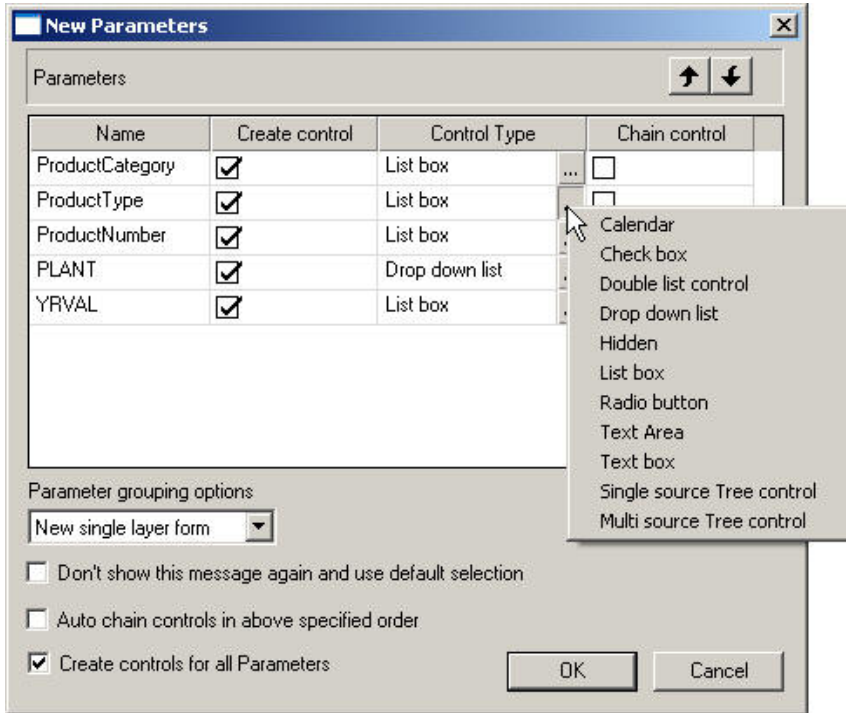 New Parameters
Parameters
Name Create control Control Type Chain control
ProductCategory List box ...
ProductType List box
ProductNumber List box
PLANT Drop down list
YRVAL List box
Calendar
Check box
Double list control
Drop down list
Hidden
List box
Radio button
Text Area
Text box
Single source Tree control
Multi source Tree control
Parameter grouping options
New single layer form
Don't show this message again and use default selection
Auto chain controls in above specified order
Create controls for all Parameters
OK Cancel